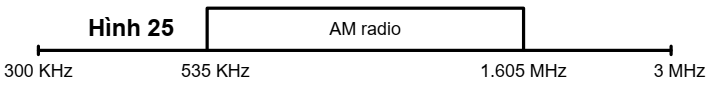 Hình 25
AM radio
300 KHz 535 KHz 1.605 MHz 3 MHz